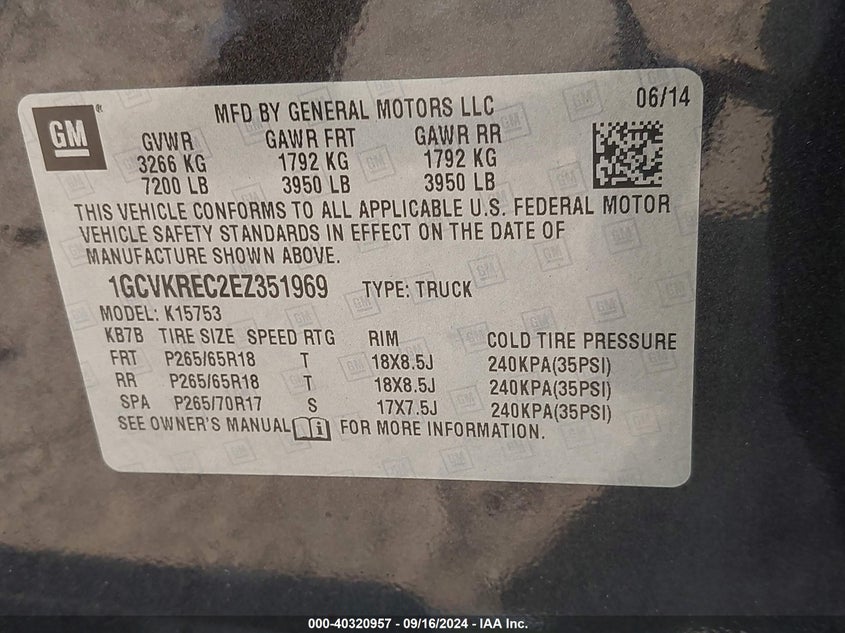 GM ®
MFD BY GENERAL MOTORS LLC 06/14
GVWR GAWR FRT GAWR RR
3266 KG 1792 KG 1792 KG
7200 LB 3950 LB 3950 LB
THIS VEHICLE CONFORMS TO ALL APPLICABLE U.S. FEDERAL MOTOR
VEHICLE SAFETY STANDARDS IN EFFECT ON THE DATE OF
MANUFACTURE SHOWN ABOVE.
1GCVKREC2EZ351969 TYPE: TRUCK
MODEL: K15753
KB7B TIRE SIZE SPEED RTG RIM COLD TIRE PRESSURE
FRT P265/65R18 T 18X8.5J 240KPA(35PSI)
RR P265/65R18 T 18X8.5J 240KPA(35PSI)
SPA P265/70R17 S 17X7.5J 240KPA(35PSI)
SEE OWNER'S MANUAL FOR MORE INFORMATION.
000-40320957 - 09/16/2024 - IAA Inc.